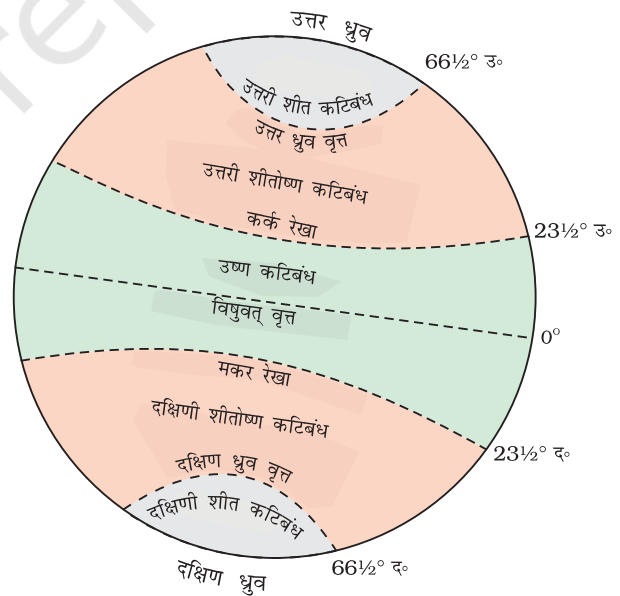 उत्तर ध्रुव
66½° उ॰
उत्तरी शीत कटिबंध
उत्तर ध्रुव वृत्त
उत्तरी शीतोष्ण कटिबंध
कर्क रेखा
23½° उ॰
उष्ण कटिबंध
विषुवत् वृत्त
0°
मकर रेखा
दक्षिणी शीतोष्ण कटिबंध
23½° द॰
दक्षिण ध्रुव वृत्त
दक्षिणी शीत कटिबंध
66½° द॰
दक्षिण ध्रुव